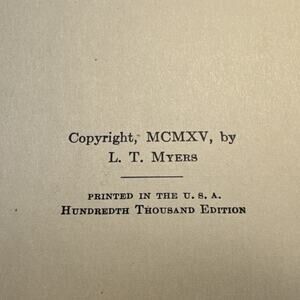 Copyright, MCMXV, by
L. T. MYERS
PRINTED IN THE U. S. A.
HUNDREDTH THOUSAND EDITION